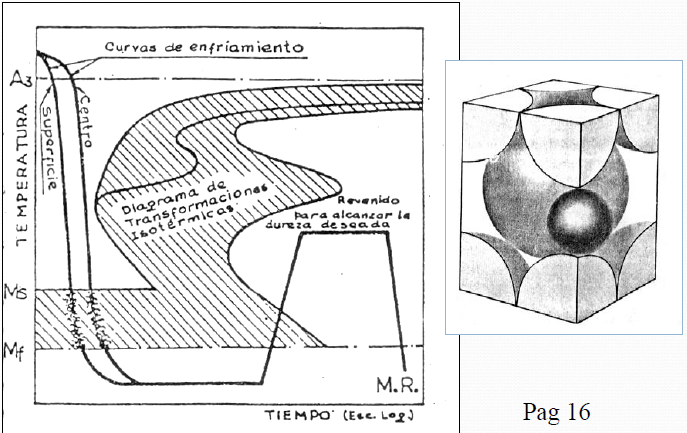 Curvas de enfriamiento
A3
TEMPERATURA
Superficie
Centro
Diagrama de
Transformaciones
Isotérmicas.
Revenido
para alcanzar la
dureza deseada
Ms
Mf
M.R.
TIEMPO (Esc. Log.)
Pag 16